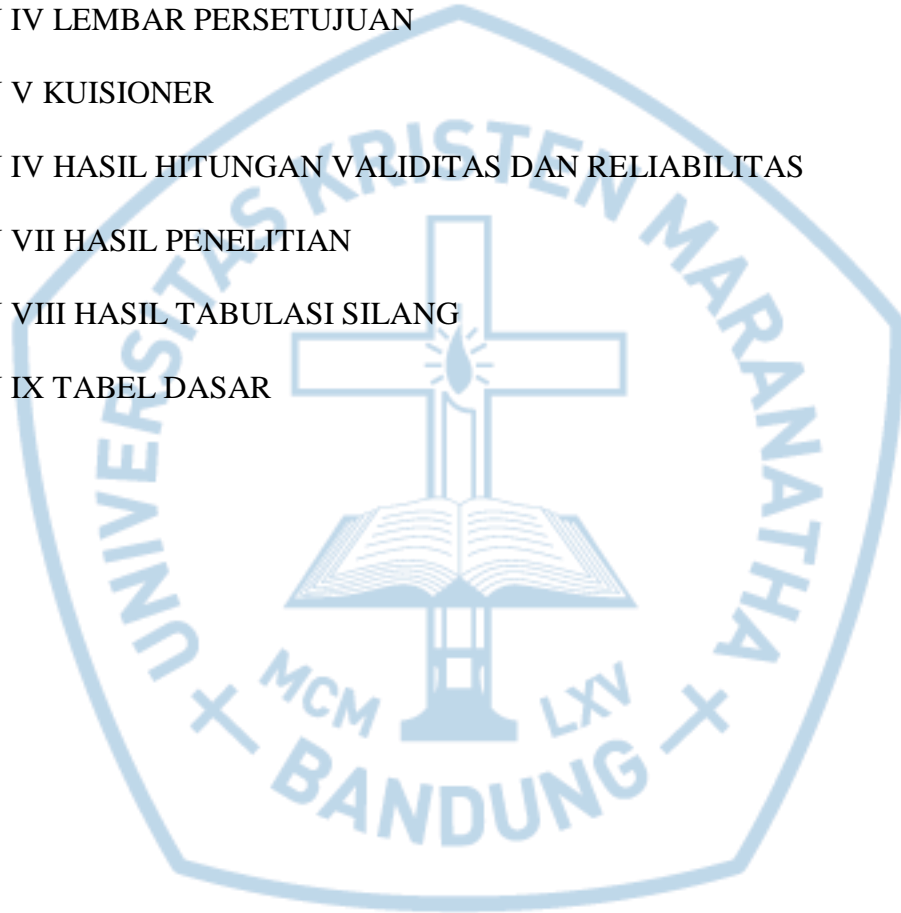 IV LEMBAR PERSETUJUAN
V KUISIONER
IV HASIL HITUNGAN VALIDITAS DAN RELIABILITAS
VII HASIL PENELITIAN
VIII HASIL TABULASI SILANG
IX TABEL DASAR
UNIVERSITAS KRISTEN MARANATHA
MCM LXV
BANDUNG